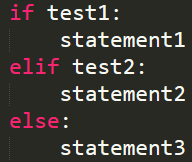 if test1:
    statement1
elif test2:
    statement2
else:
    statement3